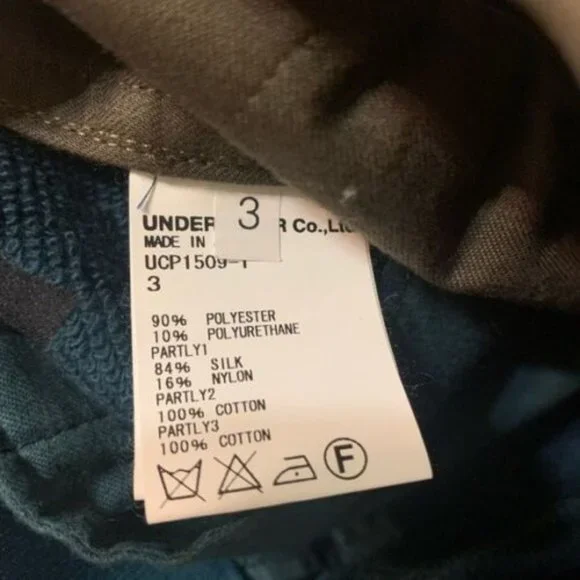 3
UNDER R Co.,
MADE IN
UCP1509-1
3
90% POLYESTER
10% POLYURETHANE
PARTLY1
84% SILK
16% NYLON
PARTLY2
100% COTTON
PARTLY3
100% COTTON
F